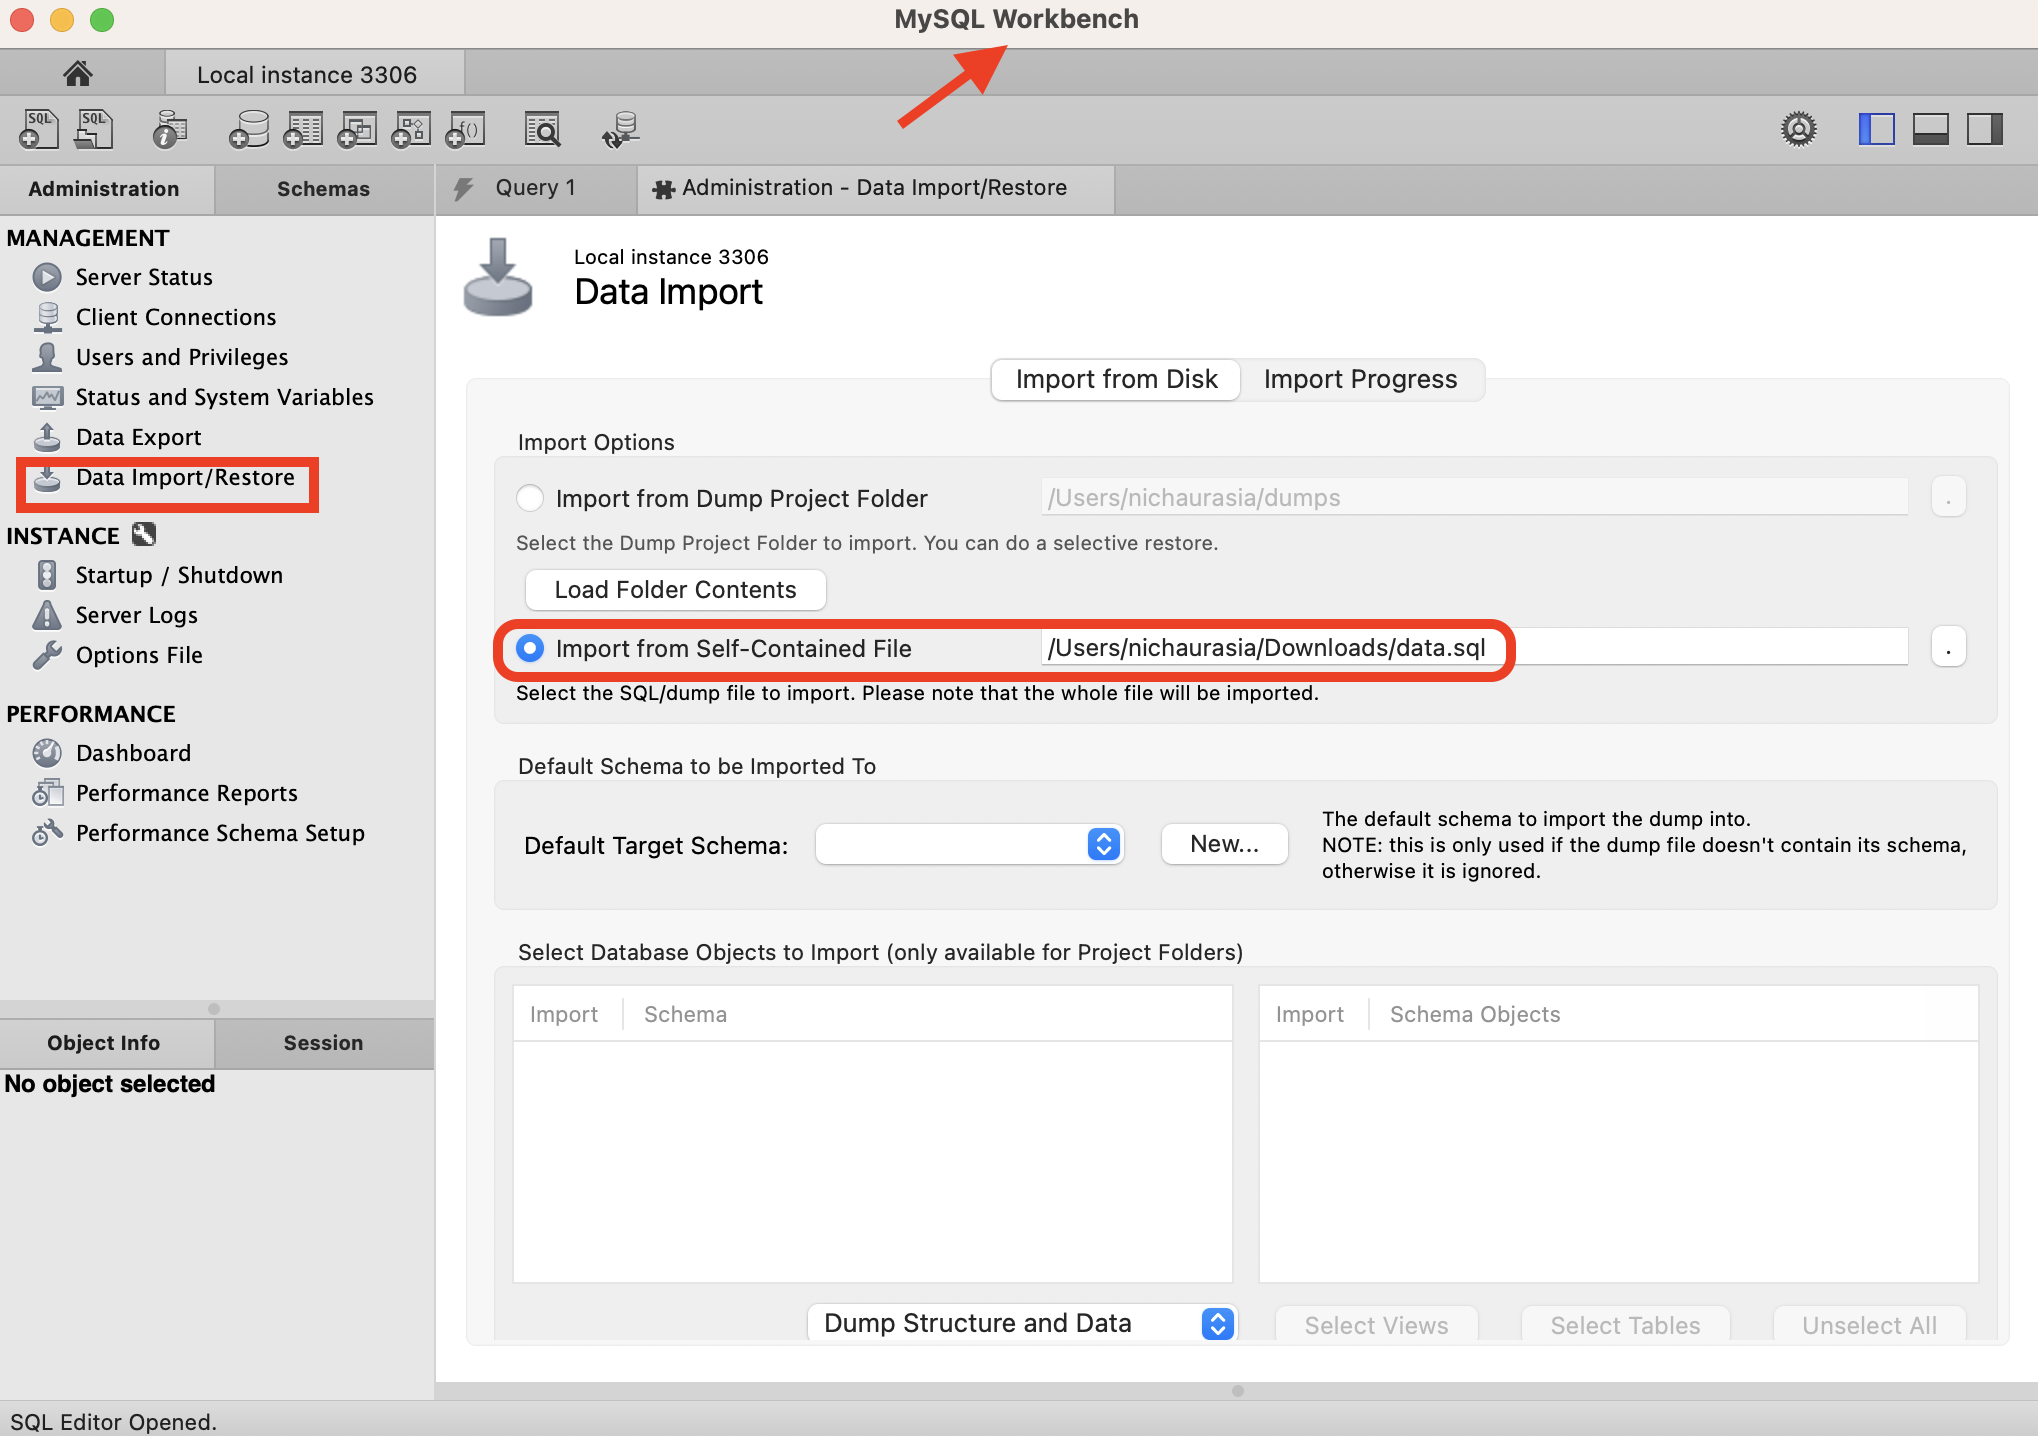 MySQL Workbench
Local instance 3306
SQL
SQL
f()
Administration
Schemas
Query 1
Administration - Data Import/Restore
MANAGEMENT
Server Status
Client Connections
Users and Privileges
Status and System Variables
Data Export
Data Import/Restore
INSTANCE
Startup / Shutdown
Server Logs
Options File
PERFORMANCE
Dashboard
Performance Reports
Performance Schema Setup
Object Info
Session
No object selected
Local instance 3306
Data Import
Import from Disk
Import Progress
Import Options
Import from Dump Project Folder
/Users/nichaurasia/dumps
.
Select the Dump Project Folder to import. You can do a selective restore.
Load Folder Contents
Import from Self-Contained File
/Users/nichaurasia/Downloads/data.sql
.
Select the SQL/dump file to import. Please note that the whole file will be imported.
Default Schema to be Imported To
Default Target Schema:
New...
The default schema to import the dump into.
NOTE: this is only used if the dump file doesn't contain its schema,
otherwise it is ignored.
Select Database Objects to Import (only available for Project Folders)
Import
Schema
Import
Schema Objects
Dump Structure and Data
Select Views
Select Tables
Unselect All
SQL Editor Opened.